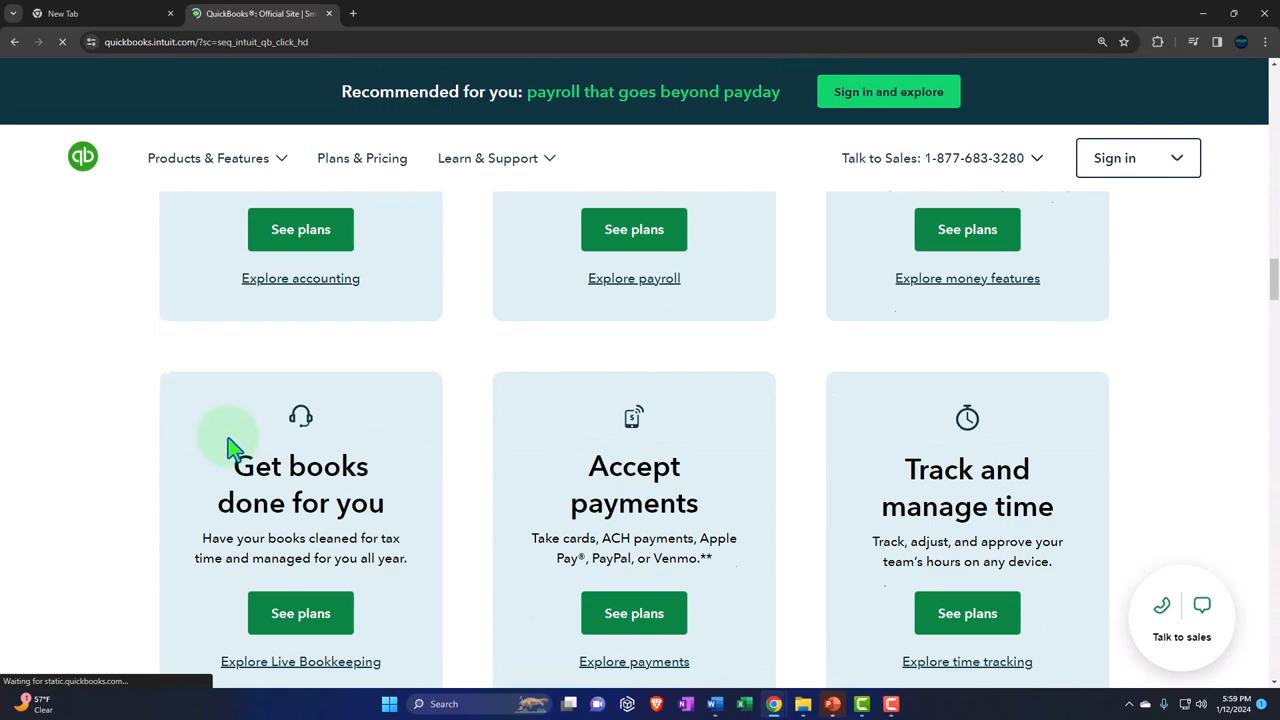 New Tab
QuickBooks®: Official Site | Sm
quickbooks.intuit.com/?sc=seq_intuit_qb_click_hd
Recommended for you: payroll that goes beyond payday
Sign in and explore
qb
Products & Features
Plans & Pricing
Learn & Support
Talk to Sales: 1-877-683-3280
Sign in
See plans
See plans
See plans
Explore accounting
Explore payroll
Explore money features
Get books
done for you
Have your books cleaned for tax
time and managed for you all year.
See plans
Explore Live Bookkeeping
Accept
payments
Take cards, ACH payments, Apple
Pay®, PayPal, or Venmo.**
See plans
Explore payments
Track and
manage time
Track, adjust, and approve your
team's hours on any device.
See plans
Explore time tracking
Talk to sales
Waiting for static.quickbooks.com...
57°F
Clear
Search
5:59 PM
1/12/2024